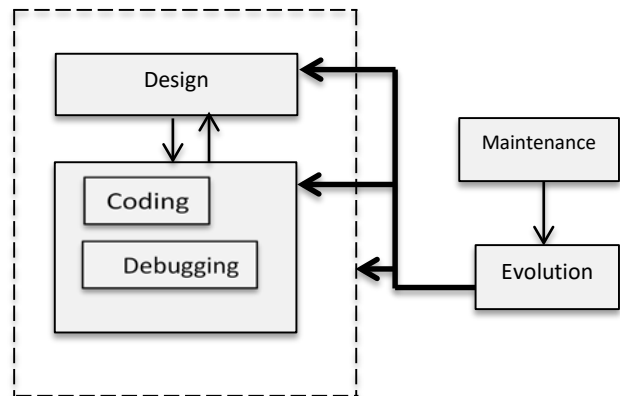 Design
Maintenance
Coding
Debugging
Evolution